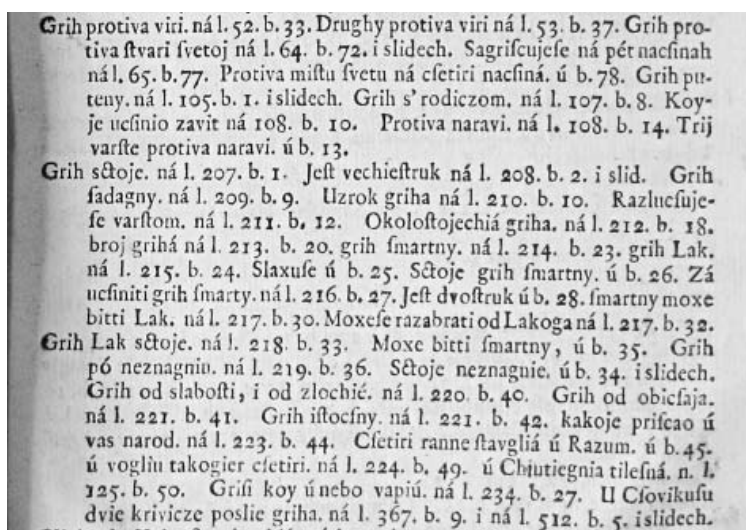 Grih protiva viri. ná l. 52. b. 33. Drughy protiva viri ná l. 53. b. 37. Grih pro-
tiva ſtvari ſvetoj ná l. 64. b. 72. i slidech. Sagriſcujeſe ná pét nacſinah
ná l. 65. b. 77. Protiva miſtu ſvetu ná cſetiri nacſiná. ú b. 78. Grih pu-
teny. ná l. 105. b. 1. i slidech. Grih s' rodiczom. ná l. 107. b. 8. Koy-
je ucſinio zavit ná 108. b. 10. Protiva naravi. ná l. 108. b. 14. Trij
varſte protiva naravi. ú b. 13.
Grih sctoje. ná l. 207. b. 1. Jeſt vechieſtruk ná l. 208. b. 2. i slid. Grih
ſadagny. ná l. 209. b. 9. Uzrok griha ná l. 210. b. 10. Razlucſuje-
ſe varſtom. ná l. 211. b. 12. Okoloſtojechiá griha. ná l. 212. b. 18.
broj grihá ná l. 213. b. 20. grih ſmartny. ná l. 214. b. 23. grih Lak.
ná l. 215. b. 24. Slaxuſe ú b. 25. Sctoje grih ſmartny. ú b. 26. Zá
ucſiniti grih ſmarty. ná l. 216. b. 27. Jeſt dvoſtruk ú b. 28. ſmartny moxe
bitti Lak. ná l. 217. b. 30. Moxeſe razabrati od Lakoga ná l. 217. b. 32.
Grih Lak sctoje. ná l. 218. b. 33. Moxe bitti ſmartny, ú b. 35. Grih
pó neznagniu. ná l. 219. b. 36. Sctoje neznagnie. ú b. 34. i slidech.
Grih od slaboſti, i od zlochié. ná l. 220. b. 40. Grih od obicſaja.
ná l. 221. b. 41. Grih iſtocſny. ná l. 221. b. 42. kakoje priſcao ú
vas narod. ná l. 223. b. 44. Cſetiri ranne ſtavgliá ú Razum. ú b. 45.
ú vogliu takogier cſetiri. ná l. 224. b. 49. ú Chiutiegnia tileſná. n. l.
125. b. 50. Griſi koy ú nebo vapiú. ná l. 234. b. 27. U Cſovikuſu
dvie krivicze poslie griha. ná l. 367. b. 9. i ná l. 512. b. 5. islidech.